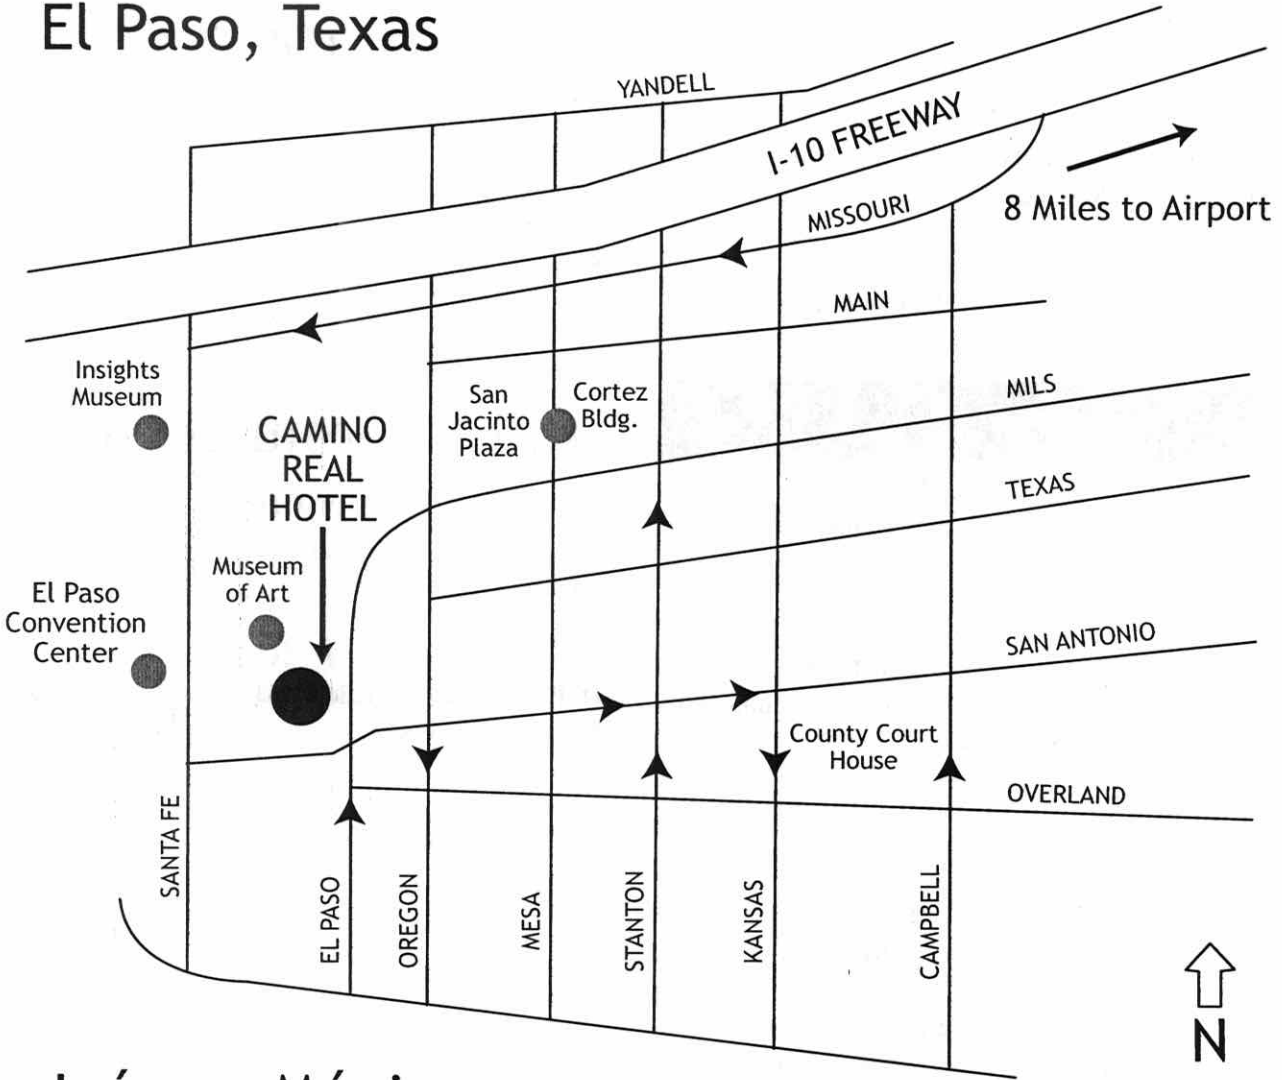 El Paso, Texas
YANDELL
I-10 FREEWAY
MISSOURI
8 Miles to Airport
MAIN
Insights
Museum
San
Jacinto
Plaza
Cortez
Bldg.
MILS
CAMINO
REAL
HOTEL
TEXAS
Museum
of Art
El Paso
Convention
Center
SAN ANTONIO
County Court
House
OVERLAND
SANTA FE
EL PASO
OREGON
MESA
STANTON
KANSAS
CAMPBELL
N